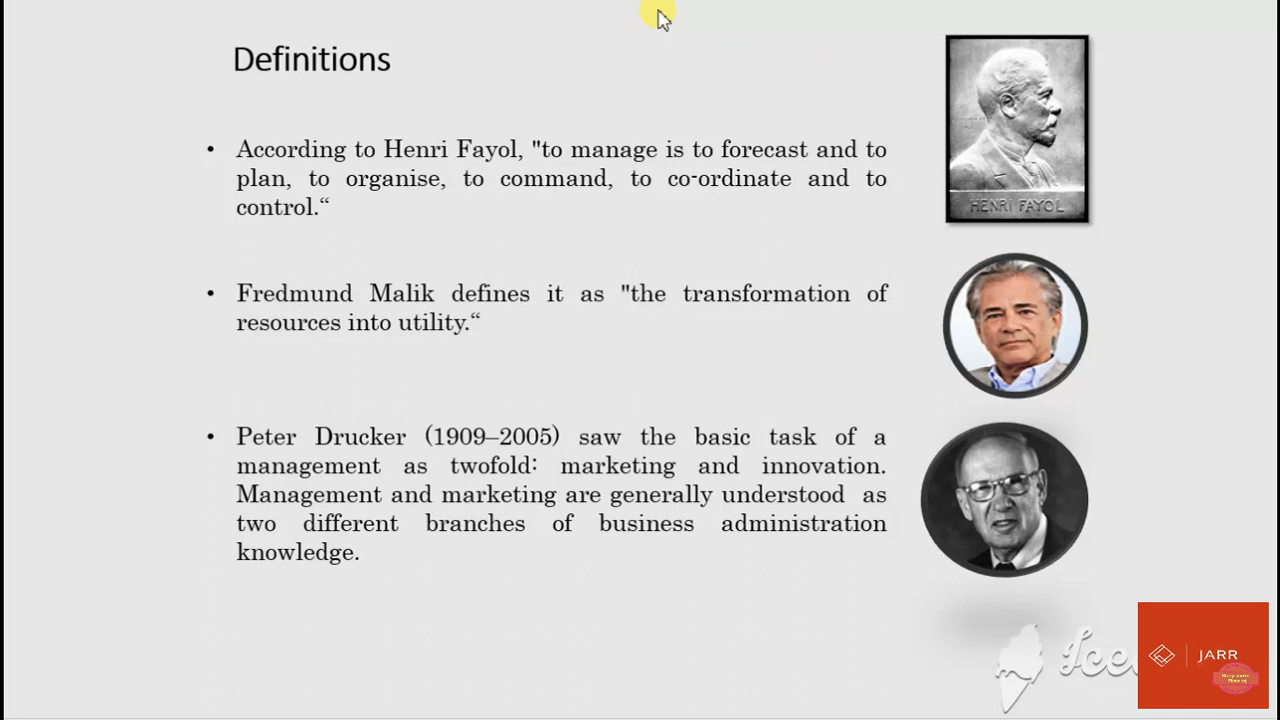 Definitions
• According to Henri Fayol, "to manage is to forecast and to
plan, to organise, to command, to co-ordinate and to
control.“
HENRI FAYOL
• Fredmund Malik defines it as "the transformation of
resources into utility.“
• Peter Drucker (1909–2005) saw the basic task of a
management as twofold: marketing and innovation.
Management and marketing are generally understood as
two different branches of business administration
knowledge.
JARR